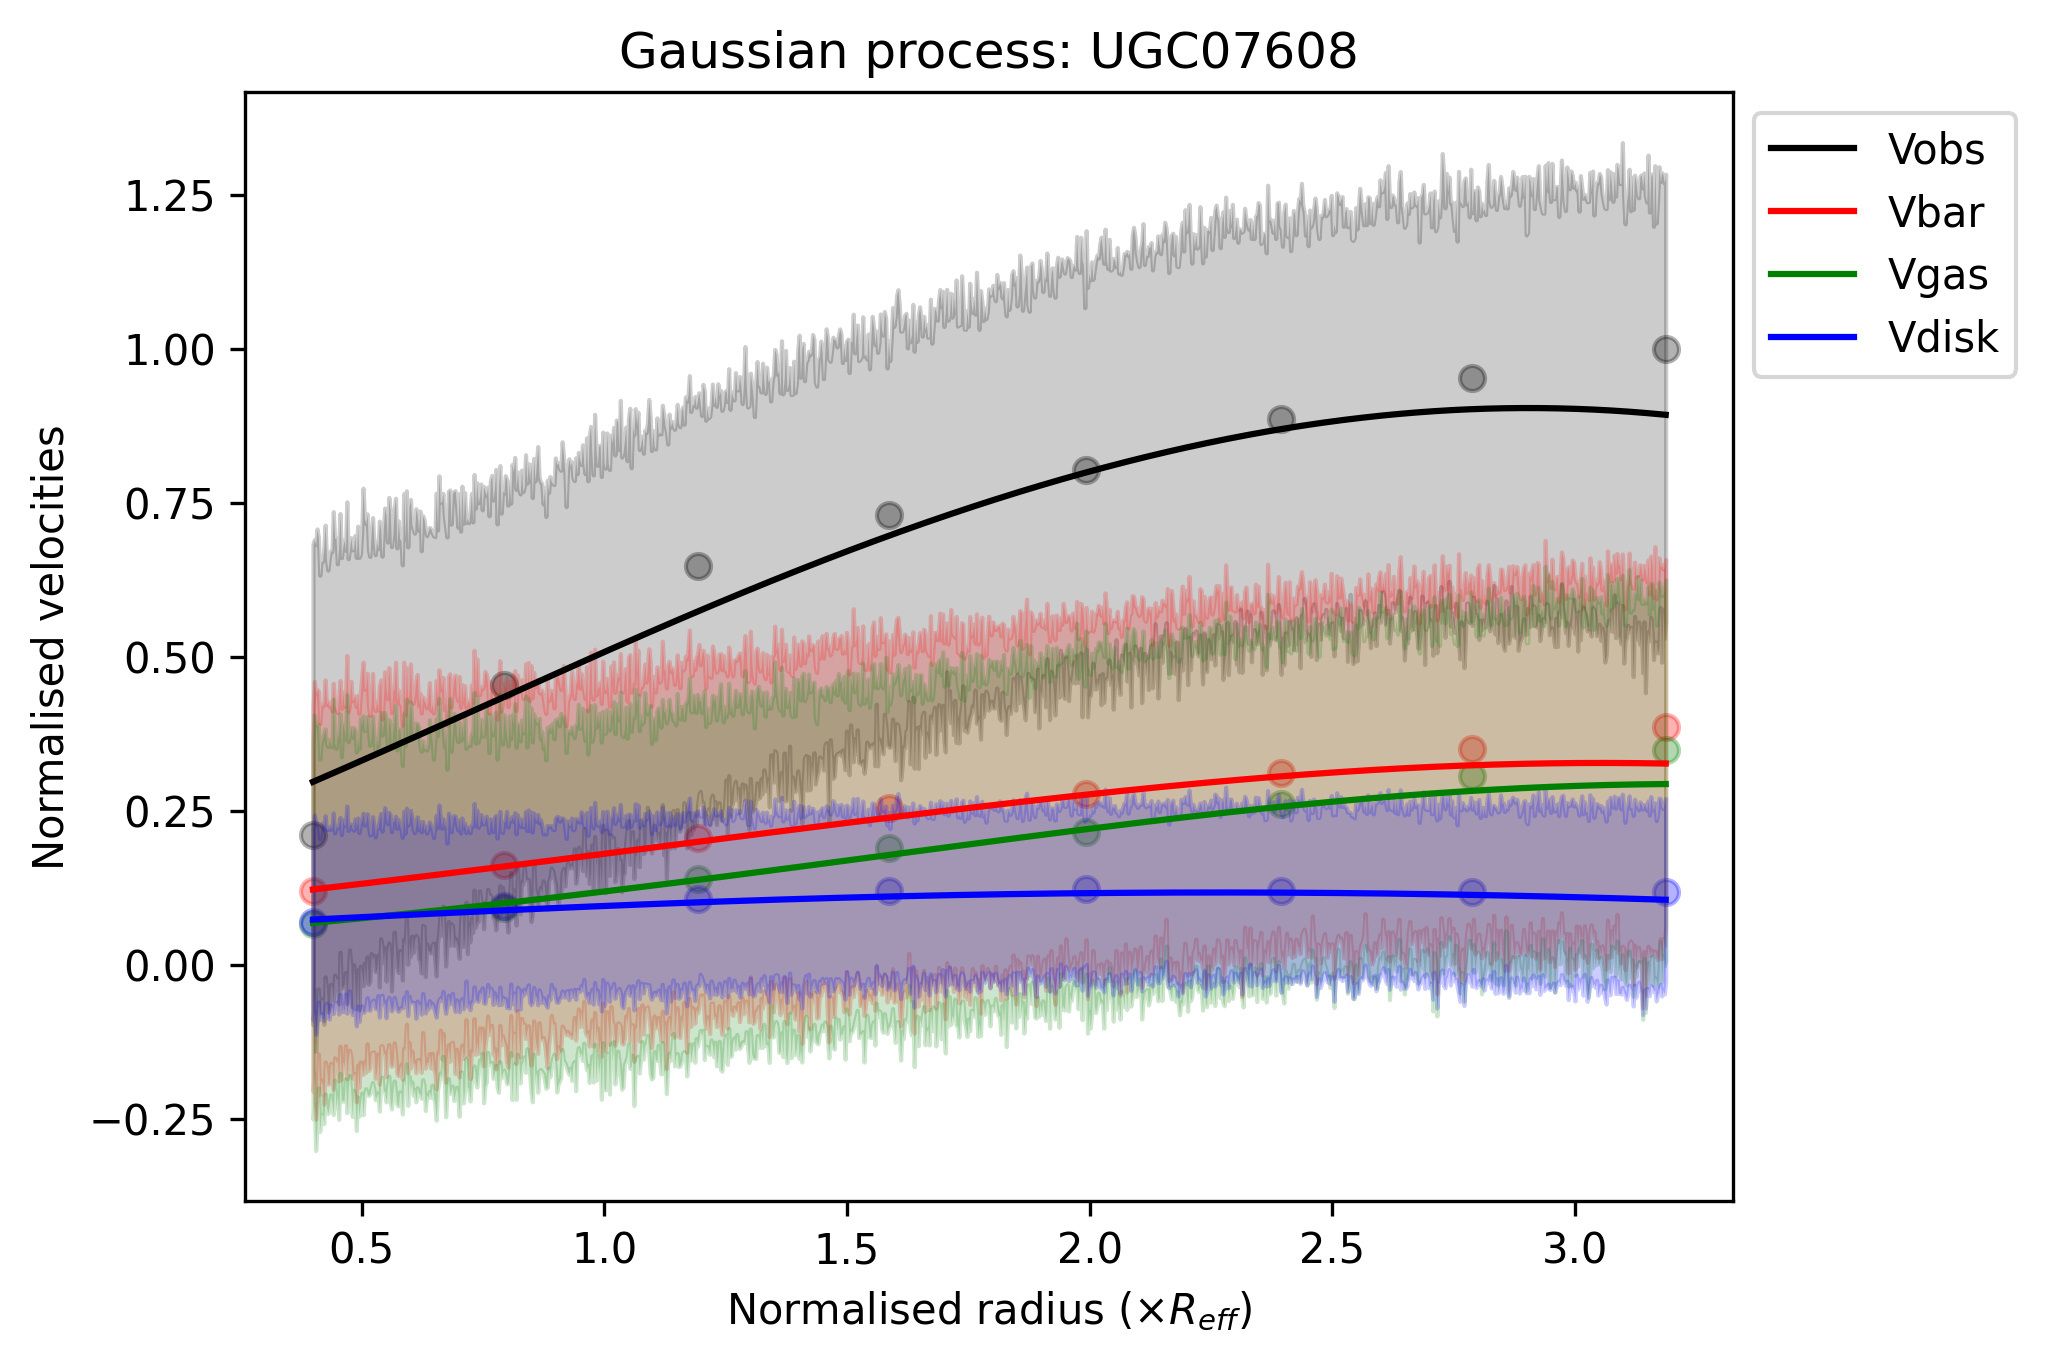 Gaussian process: UGC07608
Vobs
Vbar
Vgas
Vdisk
Normalised velocities
1.25
1.00
0.75
0.50
0.25
0.00
−0.25
0.5 1.0 1.5 2.0 2.5 3.0
Normalised radius (×R_eff)